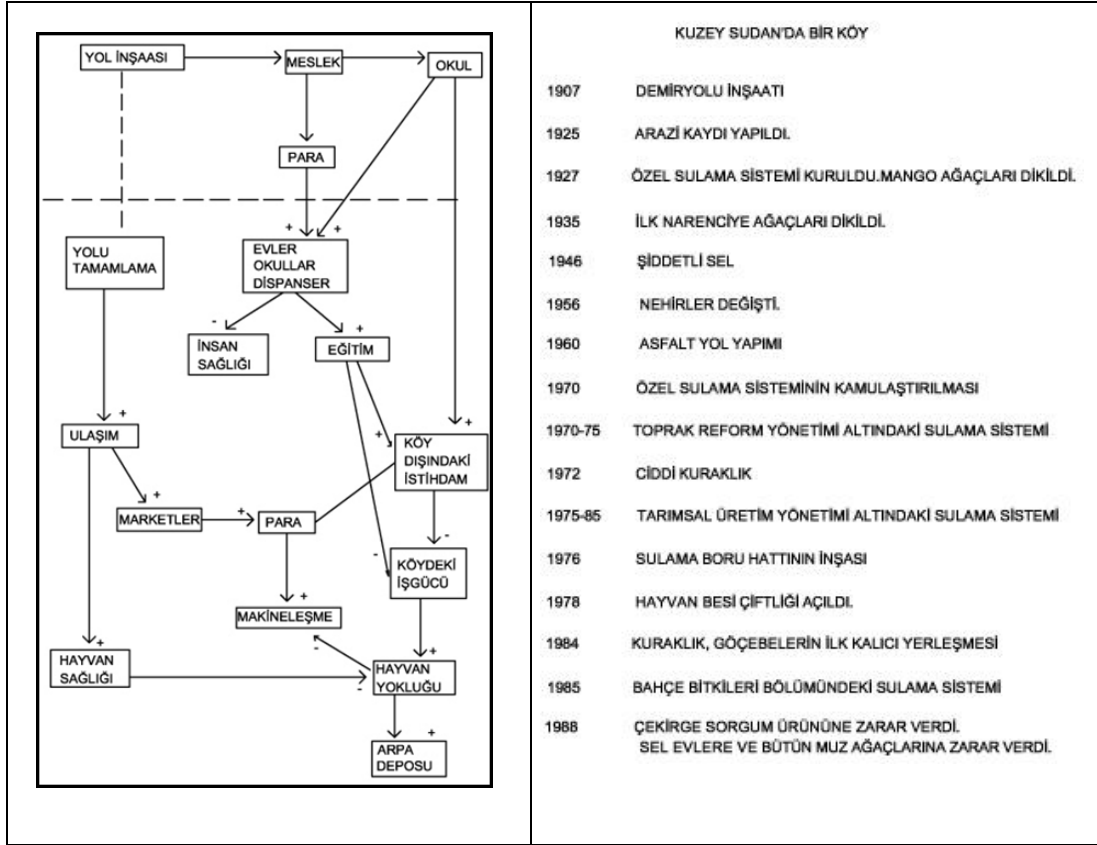 YOL İNŞAASI
MESLEK
OKUL
PARA
+ +
YOLU
TAMAMLAMA
EVLER
OKULLAR
DİSPANSER
-
+
İNSAN
SAĞLIĞI
EĞİTİM
+
+
ULAŞIM
+
KÖY
DIŞINDAKİ
İSTİHDAM
+
MARKETLER
+
PARA
-
-
KÖYDEKİ
İŞGÜCÜ
+
MAKİNELEŞME
+
-
+
HAYVAN
SAĞLIĞI
-
HAYVAN
YOKLUĞU
+
ARPA
DEPOSU
KUZEY SUDAN'DA BİR KÖY
1907 DEMİRYOLU İNŞAATI
1925 ARAZİ KAYDI YAPILDI.
1927 ÖZEL SULAMA SİSTEMİ KURULDU.MANGO AĞAÇLARI DİKİLDİ.
1935 İLK NARENCİYE AĞAÇLARI DİKİLDİ.
1946 ŞİDDETLİ SEL
1956 NEHİRLER DEĞİŞTİ.
1960 ASFALT YOL YAPIMI
1970 ÖZEL SULAMA SİSTEMİNİN KAMULAŞTIRILMASI
1970-75 TOPRAK REFORM YÖNETİMİ ALTINDAKİ SULAMA SİSTEMİ
1972 CİDDİ KURAKLIK
1975-85 TARIMSAL ÜRETİM YÖNETİMİ ALTINDAKİ SULAMA SİSTEMİ
1976 SULAMA BORU HATTININ İNŞASI
1978 HAYVAN BESİ ÇİFTLİĞİ AÇILDI.
1984 KURAKLIK, GÖÇEBELERİN İLK KALICI YERLEŞMESİ
1985 BAHÇE BİTKİLERİ BÖLÜMÜNDEKİ SULAMA SİSTEMİ
1988 ÇEKİRGE SORGUM ÜRÜNÜNE ZARAR VERDİ.
SEL EVLERE VE BÜTÜN MUZ AĞAÇLARINA ZARAR VERDİ.